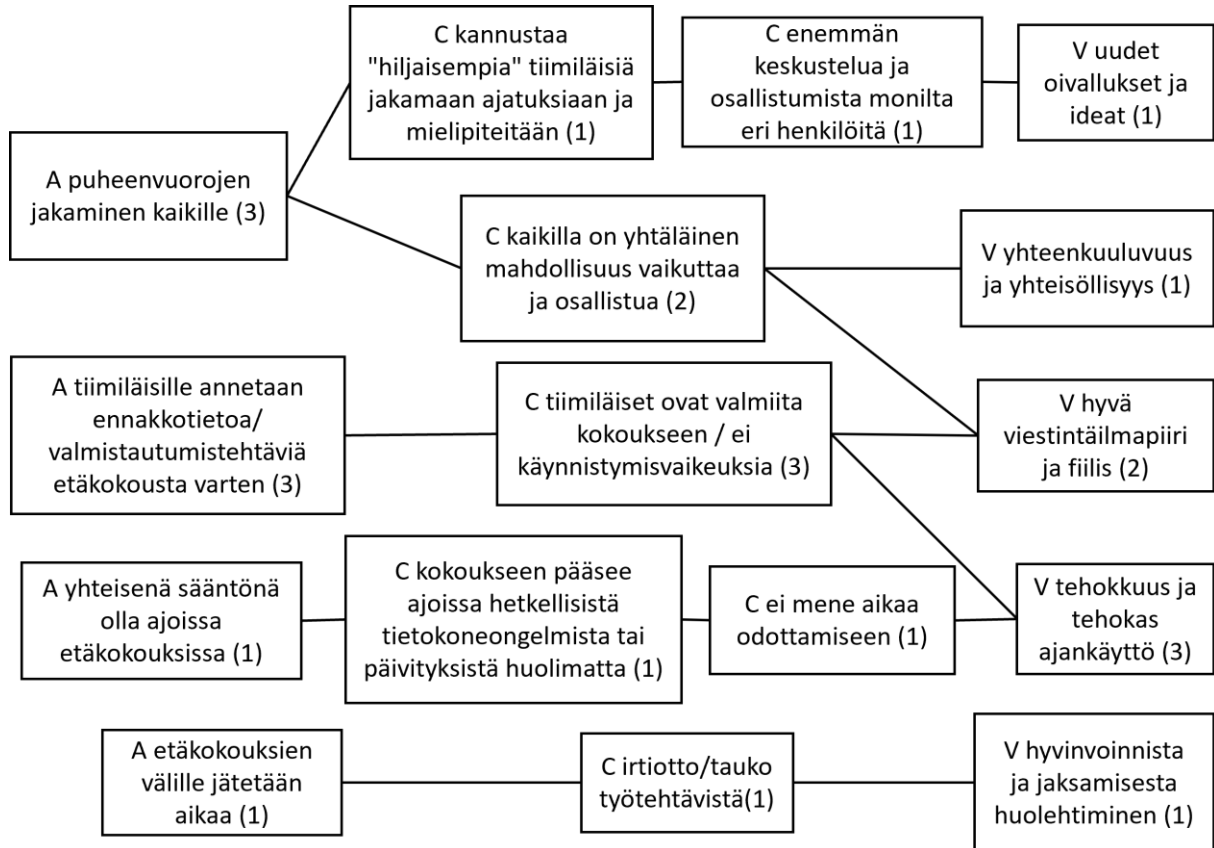 C kannustaa
"hiljaisempia" tiimiläisiä
jakamaan ajatuksiaan ja
mielipiteitään (1)
C enemmän
keskustelua ja
osallistumista monilta
eri henkilöitä (1)
V uudet
oivallukset ja
ideat (1)
A puheenvuorojen
jakaminen kaikille (3)
C kaikilla on yhtäläinen
mahdollisuus vaikuttaa
ja osallistua (2)
V yhteenkuuluvuus
ja yhteisöllisyys (1)
A tiimiläisille annetaan
ennakkotietoa/
valmistautumistehtäviä
etäkokousta varten (3)
C tiimiläiset ovat valmiita
kokoukseen / ei
käynnistymisvaikeuksia (3)
V hyvä
viestintäilmapiiri
ja fiilis (2)
A yhteisenä sääntönä
olla ajoissa
etäkokouksissa (1)
C kokoukseen pääsee
ajoissa hetkellisistä
tietokoneongelmista tai
päivityksistä huolimatta (1)
C ei mene aikaa
odottamiseen (1)
V tehokkuus ja
tehokas
ajankäyttö (3)
A etäkokouksien
välille jätetään
aikaa (1)
C irtiotto/tauko
työtehtävistä(1)
V hyvinvoinnista
ja jaksamisesta
huolehtiminen (1)